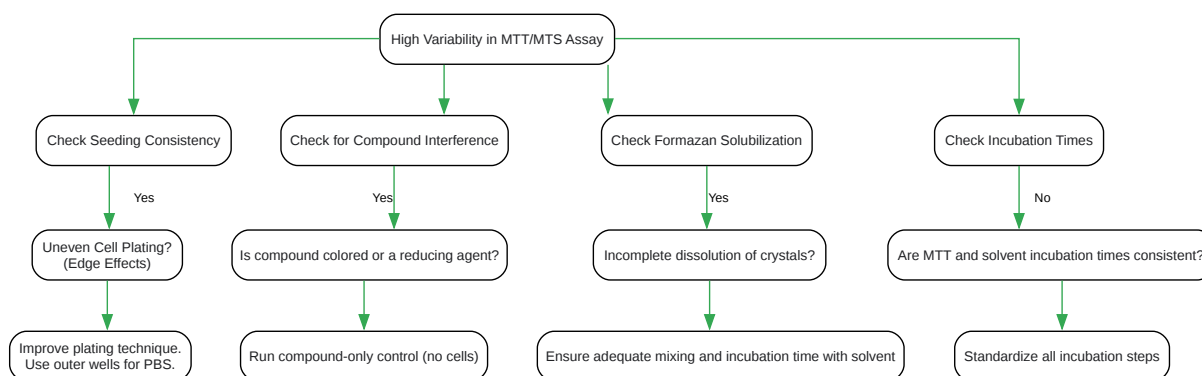 High Variability in MTT/MTS Assay
Check Seeding Consistency
Check for Compound Interference
Check Formazan Solubilization
Check Incubation Times
Yes
Yes
Yes
No
Uneven Cell Plating?
(Edge Effects)
Is compound colored or a reducing agent?
Incomplete dissolution of crystals?
Are MTT and solvent incubation times consistent?
Improve plating technique.
Use outer wells for PBS.
Run compound-only control (no cells)
Ensure adequate mixing and incubation time with solvent
Standardize all incubation steps